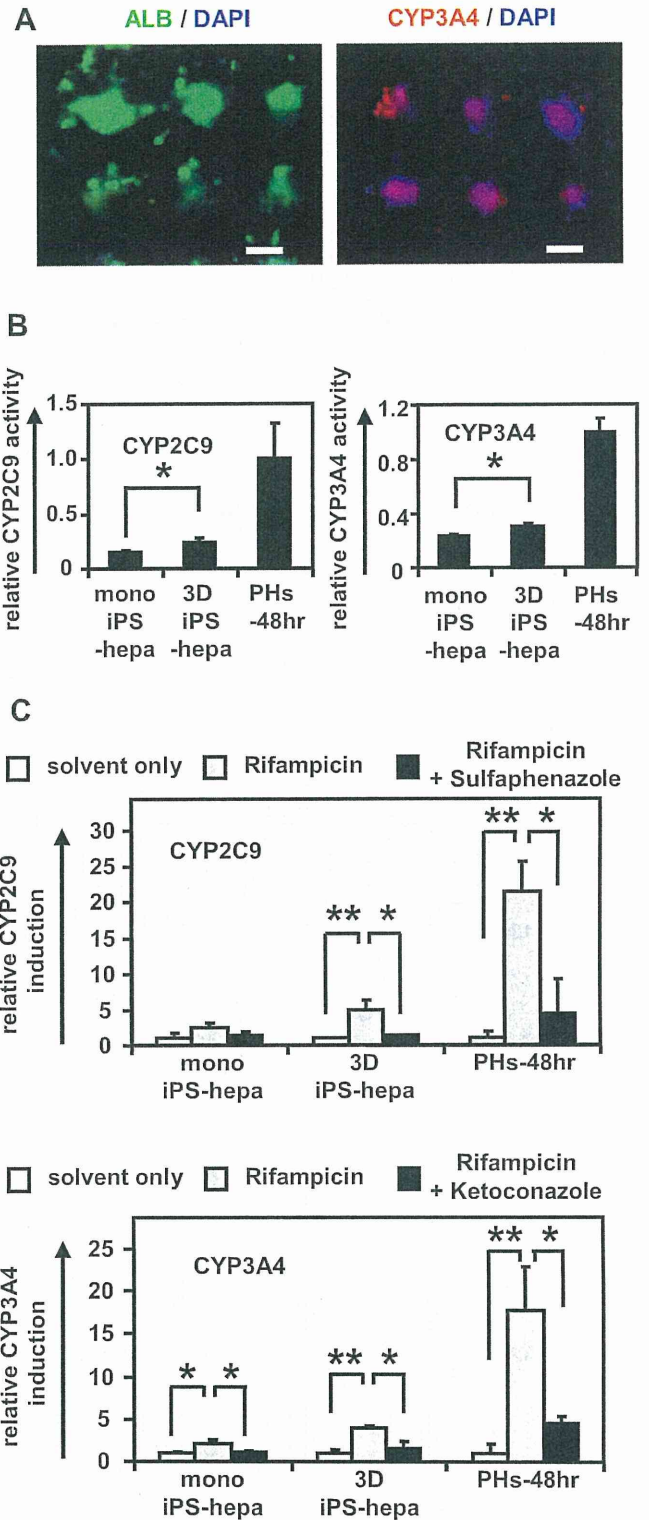 A
ALB / DAPI
CYP3A4 / DAPI
B
relative CYP2C9 activity
1.5
1.0
0.5
0
CYP2C9
*
mono
iPS
-hepa
3D
iPS
-hepa
PHs
-48hr
relative CYP3A4 activity
1.2
0.8
0.4
0
CYP3A4
*
mono
iPS
-hepa
3D
iPS
-hepa
PHs
-48hr
C
solvent only
Rifampicin
Rifampicin
+ Sulfaphenazole
relative CYP2C9
induction
30
25
20
15
10
5
0
CYP2C9
** *
** *
mono
iPS-hepa
3D
iPS-hepa
PHs-48hr
solvent only
Rifampicin
Rifampicin
+ Ketoconazole
relative CYP3A4
induction
25
20
15
10
5
0
CYP3A4
* *
** *
** *
mono
iPS-hepa
3D
iPS-hepa
PHs-48hr